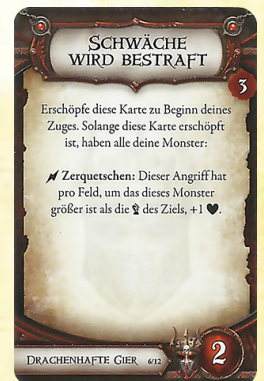 SCHWÄCHE
WIRD BESTRAFT
3
Erschöpfe diese Karte zu Beginn deines
Zuges. Solange diese Karte erschöpft
ist, haben alle deine Monster:
Zerquetschen: Dieser Angriff hat
pro Feld, um das dieses Monster
größer ist als die des Ziels, +1 .
DRACHENHAFTE GIER 6/12
2